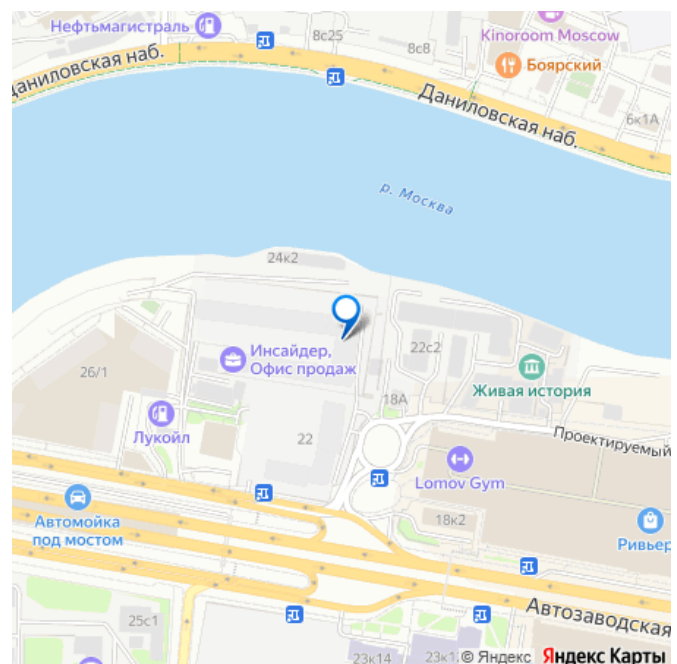 Нефтьмагистраль
8с25
8с8
Kinoroom Moscow
Боярский
Даниловская наб.
Даниловская наб.
6к1А
р. Москва
24к2
Инсайдер,
Офис продаж
22с2
Живая история
26/1
18А
Лукойл
22
Проектируемый
Lomov Gym
Автомойка
под мостом
18к2
Ривьер
25с1
Автозаводская
23к14
© Яндекс Яндекс Карты